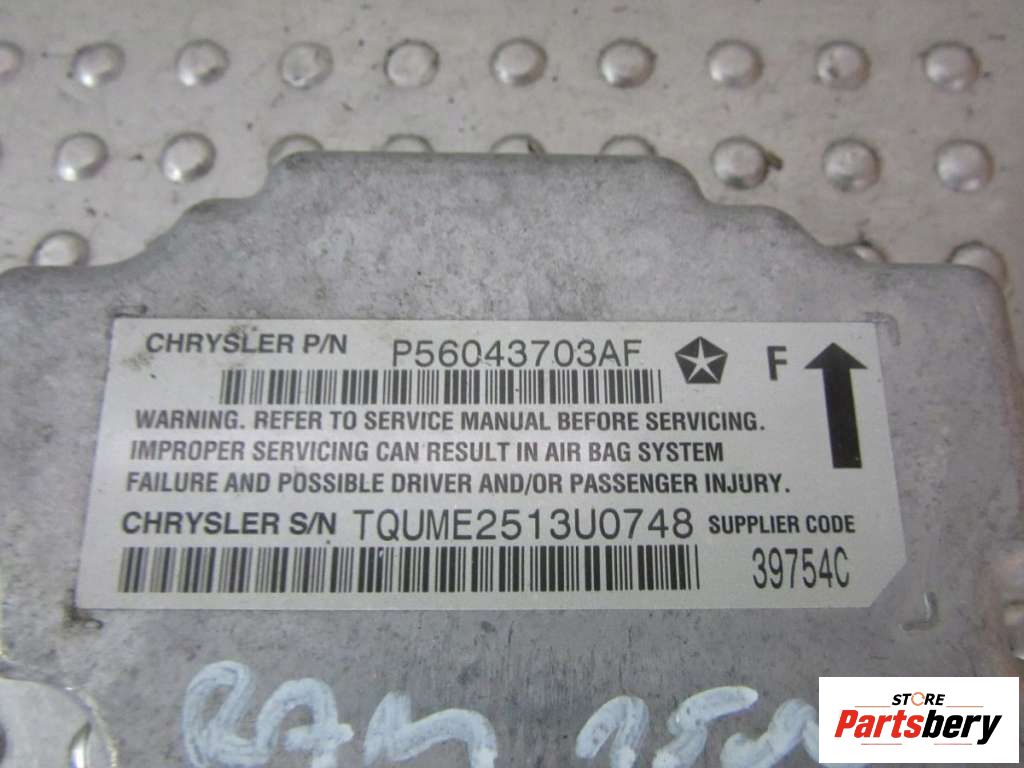 CHRYSLER P/N P56043703AF F
WARNING. REFER TO SERVICE MANUAL BEFORE SERVICING.
IMPROPER SERVICING CAN RESULT IN AIR BAG SYSTEM
FAILURE AND POSSIBLE DRIVER AND/OR PASSENGER INJURY.
CHRYSLER S/N TQUME2513U0748 SUPPLIER CODE
39754C
RAM
STORE
Partsbery